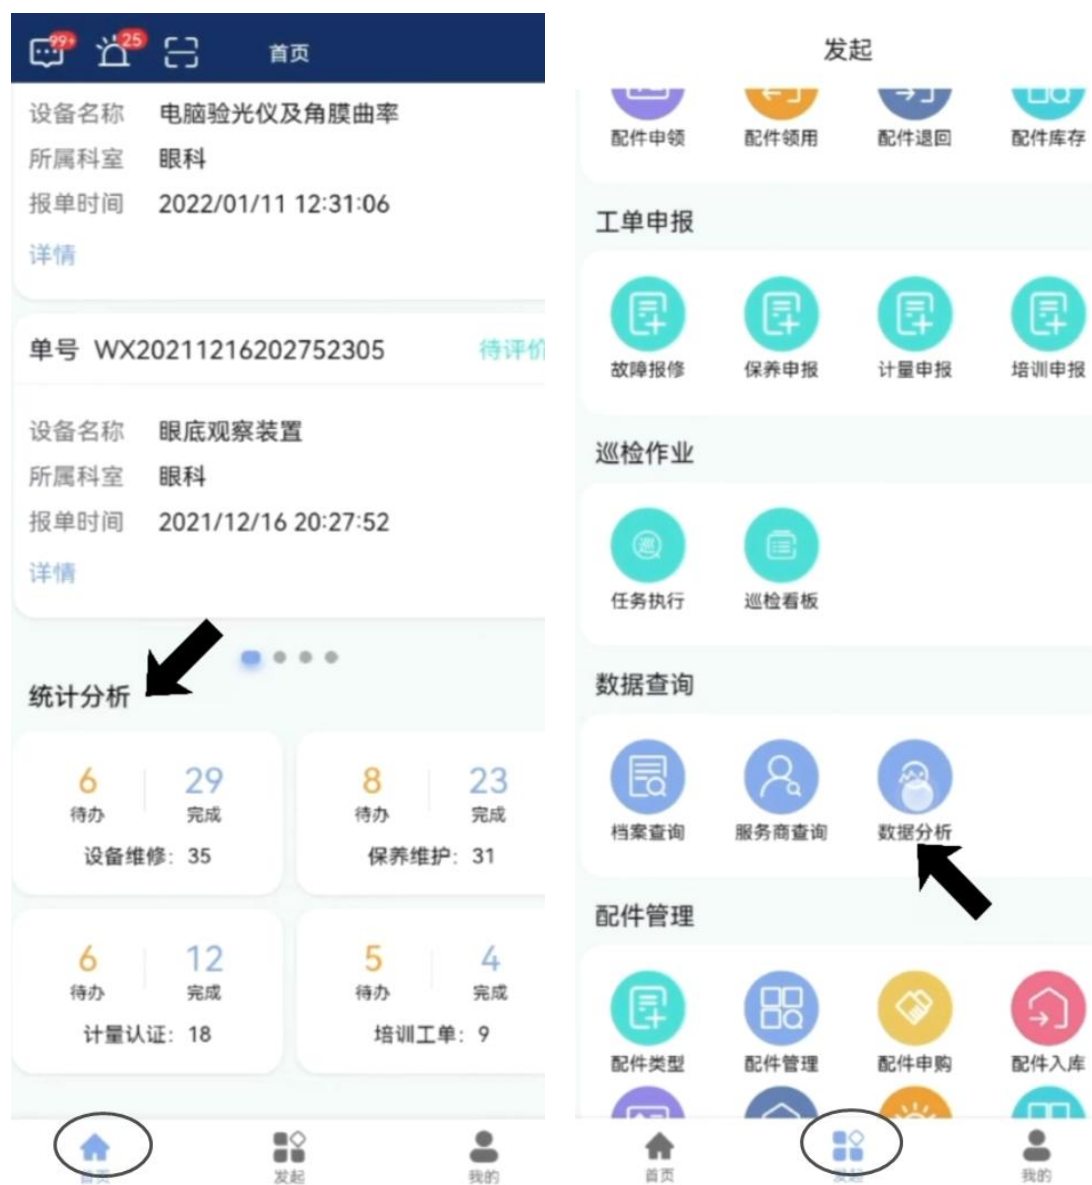 99+
25
首页
设备名称 电脑验光仪及角膜曲率
所属科室 眼科
报单时间 2022/01/11 12:31:06
详情
单号 WX20211216202752305 待评价
设备名称 眼底观察装置
所属科室 眼科
报单时间 2021/12/16 20:27:52
详情
统计分析
6 29
待办 完成
设备维修: 35
8 23
待办 完成
保养维护: 31
6 12
待办 完成
计量认证: 18
5 4
待办 完成
培训工单: 9
首页 发起 我的
发起
配件申领 配件领用 配件退回 配件库存
工单申报
故障报修 保养申报 计量申报 培训申报
巡检作业
巡
任务执行 巡检看板
数据查询
档案查询 服务商查询 数据分析
配件管理
配件类型 配件管理 配件申购 配件入库
首页 发起 我的